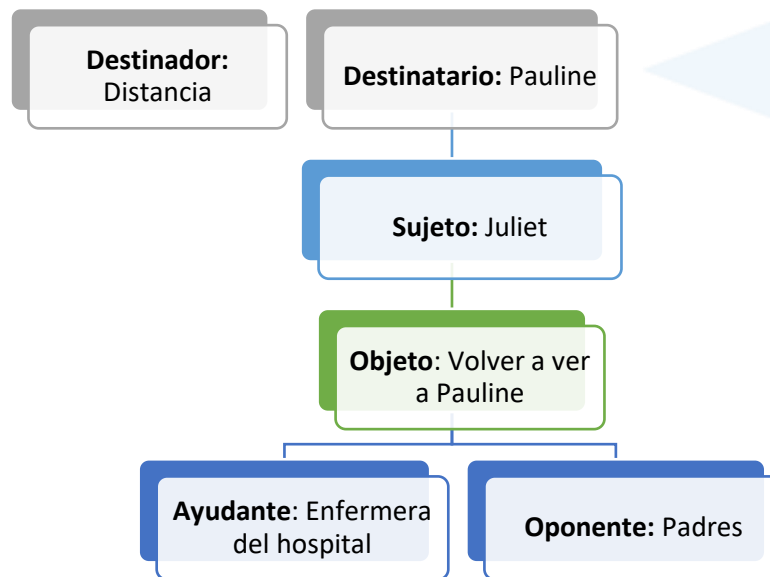 Destinador:
Distancia
Destinatario: Pauline
Sujeto: Juliet
Objeto: Volver a ver
a Pauline
Ayudante: Enfermera
del hospital
Oponente: Padres